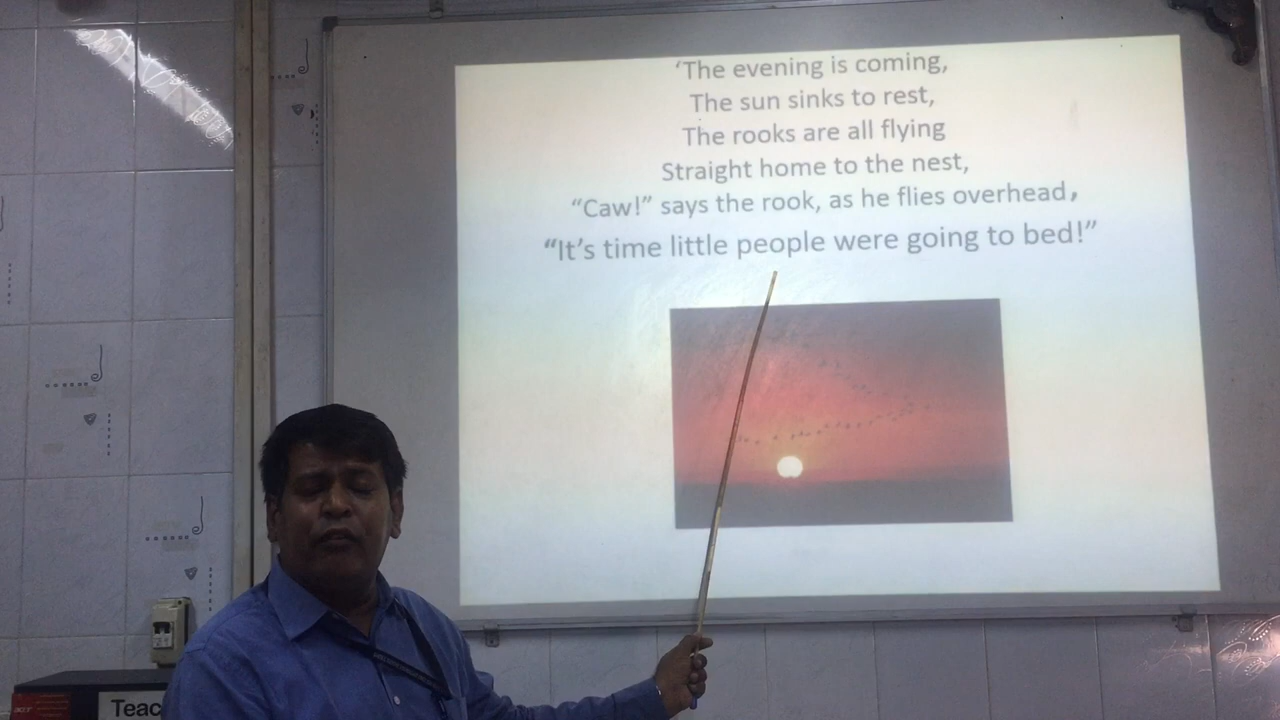 ‘The evening is coming,
The sun sinks to rest,
The rooks are all flying
Straight home to the nest,
“Caw!” says the rook, as he flies overhead,
“It’s time little people were going to bed!”
acer
Teac